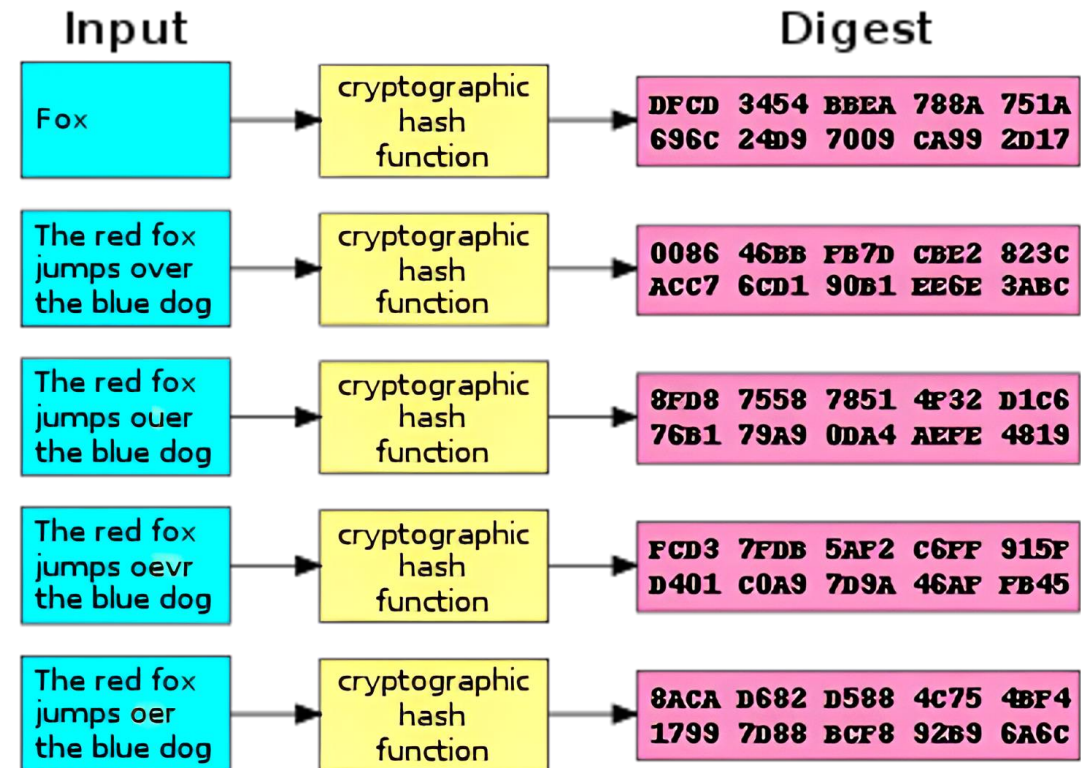 Input Digest
Fox
cryptographic
hash
function
DFCD 3454 BBEA 788A 751A
696C 24D9 7009 CA99 2D17
The red fox
jumps over
the blue dog
cryptographic
hash
function
0086 46BB FB7D CBE2 823C
ACC7 6CD1 90B1 EE6E 3ABC
The red fox
jumps ouer
the blue dog
cryptographic
hash
function
8FD8 7558 7851 4F32 D1C6
76B1 79A9 0DA4 AEFE 4819
The red fox
jumps oevr
the blue dog
cryptographic
hash
function
FCD3 7FDB 5AF2 C6FF 915F
D401 C0A9 7D9A 46AF FB45
The red fox
jumps oer
the blue dog
cryptographic
hash
function
8ACA D682 D588 4C75 4BF4
1799 7D88 BCF8 92B9 6A6C